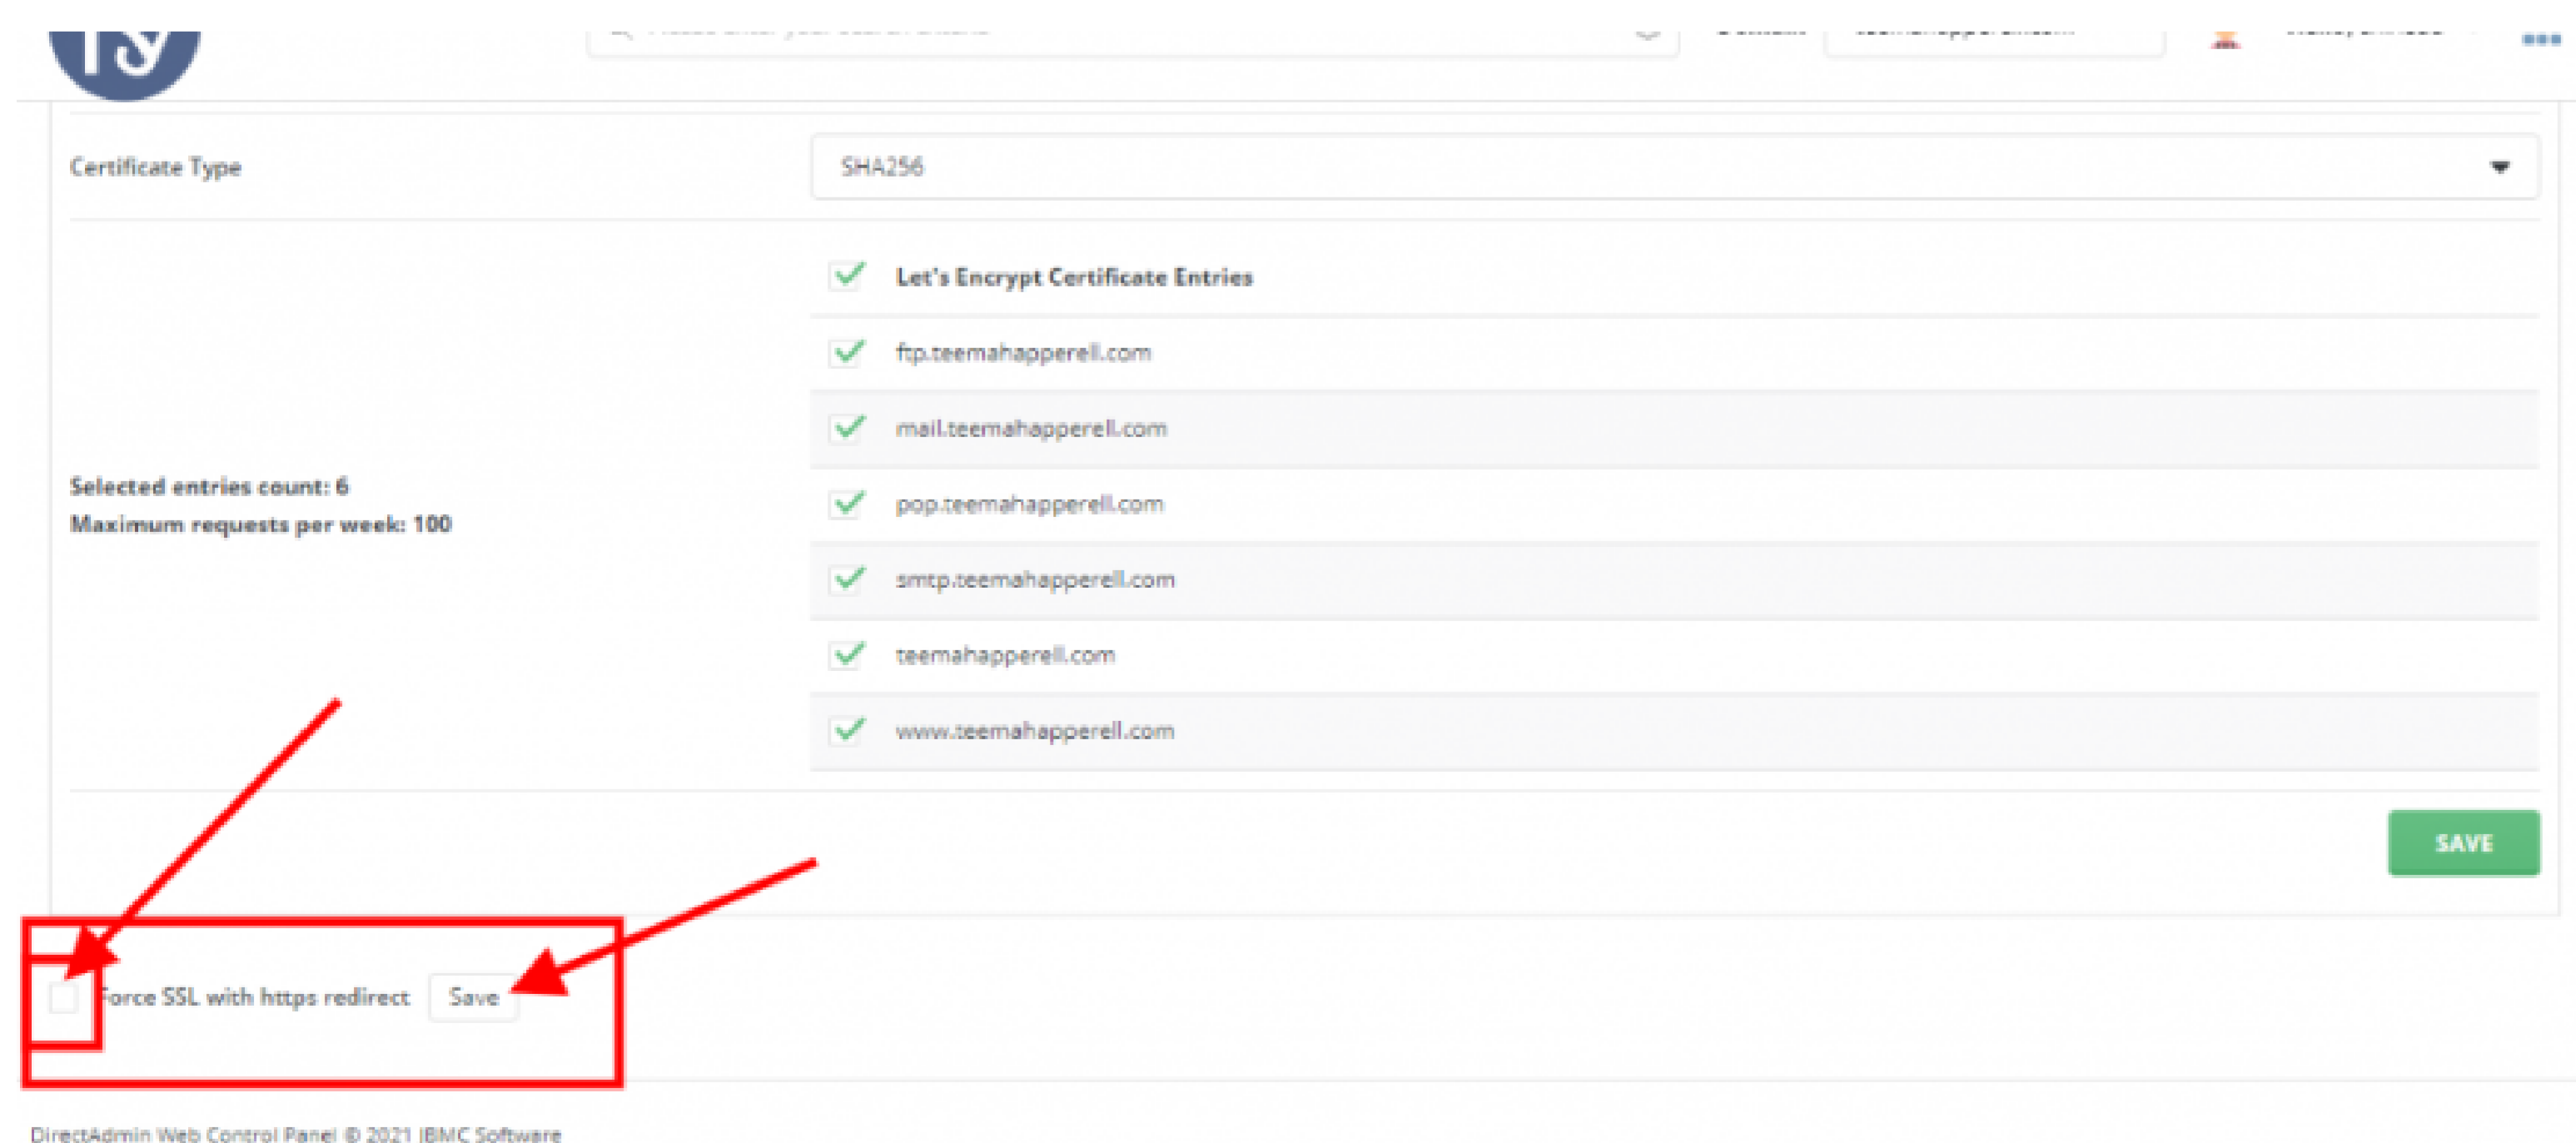 Certificate Type
SHA256
Let's Encrypt Certificate Entries
ftp.teemahapperell.com
mail.teemahapperell.com
pop.teemahapperell.com
Selected entries count: 6
Maximum requests per week: 100
smtp.teemahapperell.com
teemahapperell.com
www.teemahapperell.com
SAVE
Force SSL with https redirect
Save
DirectAdmin Web Control Panel © 2021 JBMC Software